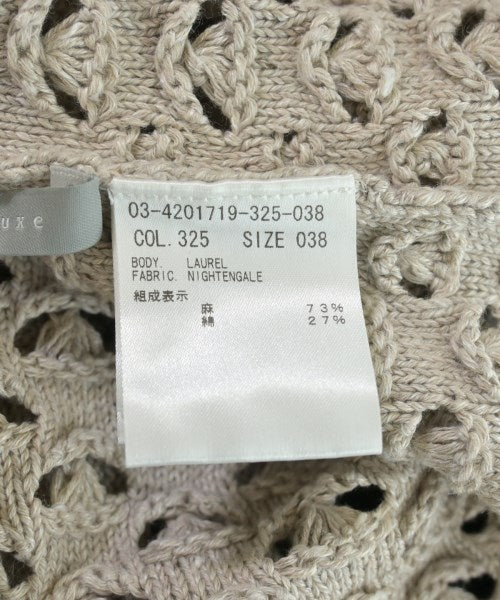 uxe
03-4201719-325-038
COL. 325 SIZE 038
BODY. LAUREL
FABRIC. NIGHTENGALE
組成表示
麻 73%
綿 27%